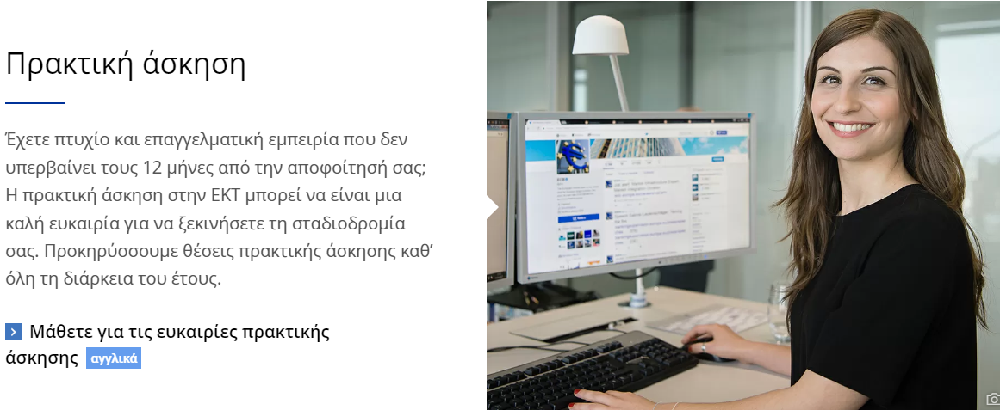 Πρακτική άσκηση
Έχετε πτυχίο και επαγγελματική εμπειρία που δεν
υπερβαίνει τους 12 μήνες από την αποφοίτησή σας;
Η πρακτική άσκηση στην ΕΚΤ μπορεί να είναι μια
καλή ευκαιρία για να ξεκινήσετε τη σταδιοδρομία
σας. Προκηρύσσουμε θέσεις πρακτικής άσκησης καθ’
όλη τη διάρκεια του έτους.
Μάθετε για τις ευκαιρίες πρακτικής
άσκησης αγγλικά